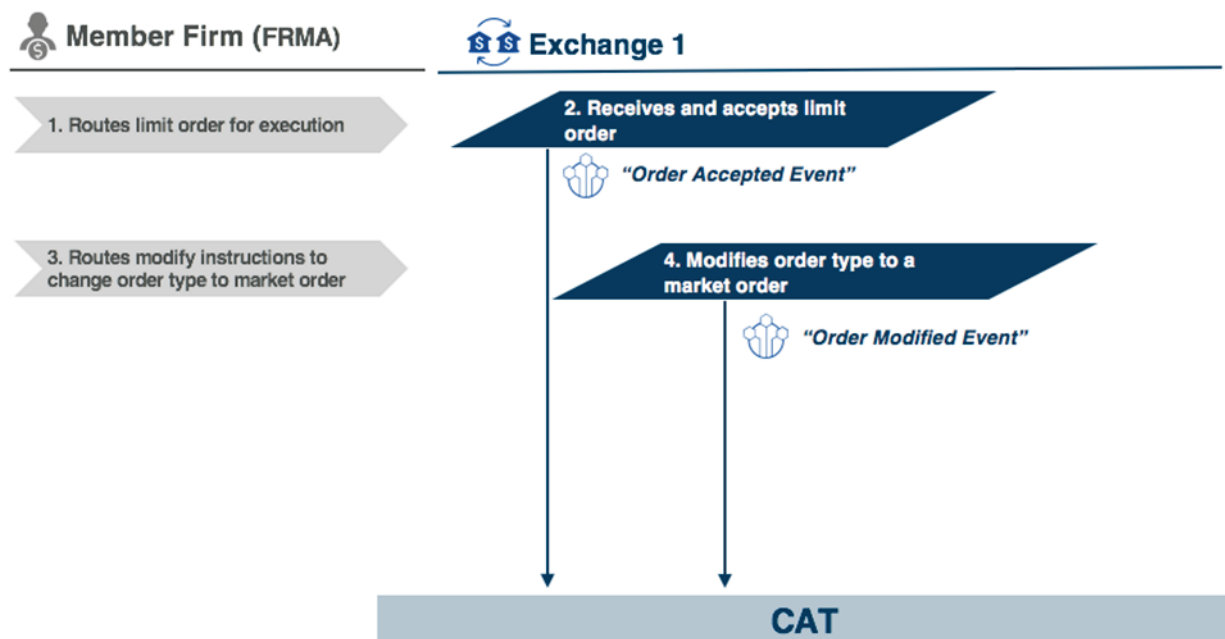 Member Firm (FRMA)
Exchange 1
1. Routes limit order for execution
2. Receives and accepts limit
order
“Order Accepted Event”
3. Routes modify instructions to
change order type to market order
4. Modifies order type to a
market order
“Order Modified Event”
CAT